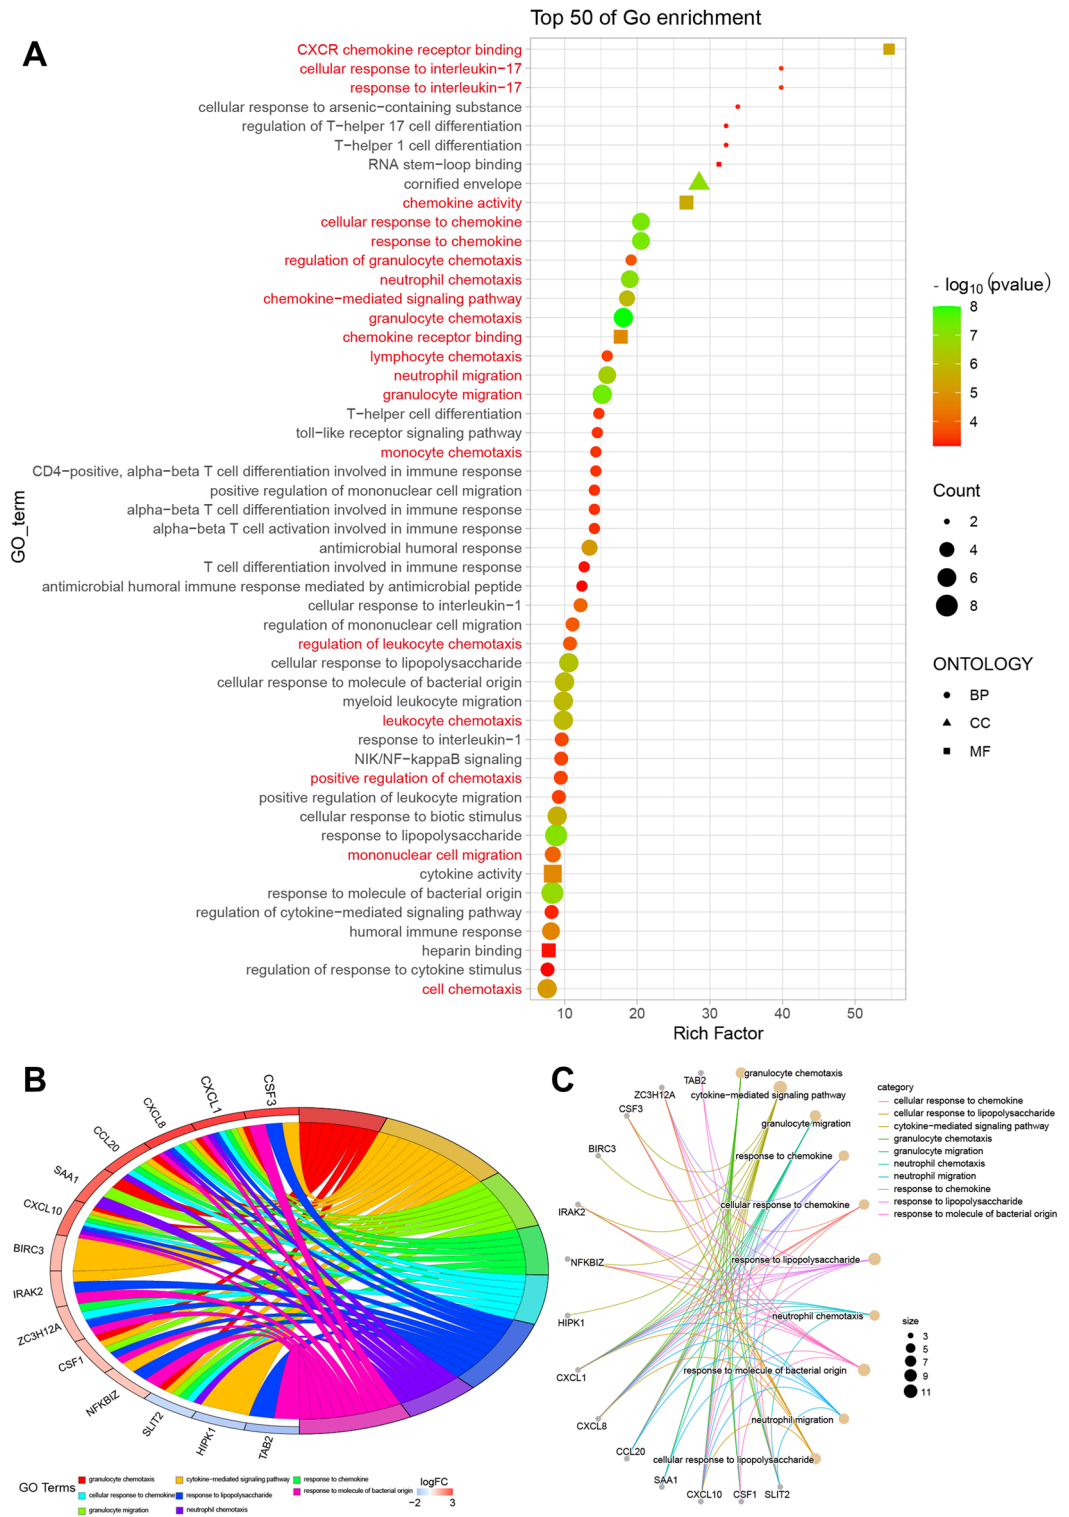 Top 50 of Go enrichment
A
CXCR chemokine receptor binding
cellular response to interleukin−17
response to interleukin−17
cellular response to arsenic−containing substance
regulation of T−helper 17 cell differentiation
T−helper 1 cell differentiation
RNA stem−loop binding
cornified envelope
chemokine activity
cellular response to chemokine
response to chemokine
regulation of granulocyte chemotaxis
neutrophil chemotaxis
chemokine−mediated signaling pathway
granulocyte chemotaxis
chemokine receptor binding
lymphocyte chemotaxis
neutrophil migration
granulocyte migration
T−helper cell differentiation
toll−like receptor signaling pathway
monocyte chemotaxis
CD4−positive, alpha−beta T cell differentiation involved in immune response
positive regulation of mononuclear cell migration
alpha−beta T cell differentiation involved in immune response
alpha−beta T cell activation involved in immune response
antimicrobial humoral response
T cell differentiation involved in immune response
antimicrobial humoral immune response mediated by antimicrobial peptide
cellular response to interleukin−1
regulation of mononuclear cell migration
regulation of leukocyte chemotaxis
cellular response to lipopolysaccharide
cellular response to molecule of bacterial origin
myeloid leukocyte migration
leukocyte chemotaxis
response to interleukin−1
NIK/NF−kappaB signaling
positive regulation of chemotaxis
positive regulation of leukocyte migration
cellular response to biotic stimulus
response to lipopolysaccharide
mononuclear cell migration
cytokine activity
response to molecule of bacterial origin
regulation of cytokine−mediated signaling pathway
humoral immune response
heparin binding
regulation of response to cytokine stimulus
cell chemotaxis
GO_term
10 20 30 40 50
Rich Factor
- log10(pvalue)
8
7
6
5
4
Count
2
4
6
8
ONTOLOGY
BP
CC
MF
B
CSF3
CXCL1
CXCL8
CCL20
SAA1
CXCL10
BIRC3
IRAK2
ZC3H12A
CSF1
NFKBIZ
SLIT2
HIPK1
TAB2
GO Terms
granulocyte chemotaxis
cytokine−mediated signaling pathway
response to chemokine
cellular response to chemokine
response to lipopolysaccharide
response to molecule of bacterial origin
granulocyte migration
neutrophil chemotaxis
logFC
−2 3
C
TAB2
ZC3H12A
CSF3
BIRC3
IRAK2
NFKBIZ
HIPK1
CXCL1
CXCL8
CCL20
SAA1
CXCL10
CSF1
SLIT2
granulocyte chemotaxis
cytokine−mediated signaling pathway
granulocyte migration
response to chemokine
cellular response to chemokine
response to lipopolysaccharide
neutrophil chemotaxis
response to molecule of bacterial origin
neutrophil migration
cellular response to lipopolysaccharide
category
cellular response to chemokine
cellular response to lipopolysaccharide
cytokine−mediated signaling pathway
granulocyte chemotaxis
granulocyte migration
neutrophil chemotaxis
neutrophil migration
response to chemokine
response to lipopolysaccharide
response to molecule of bacterial origin
size
3
5
7
9
11